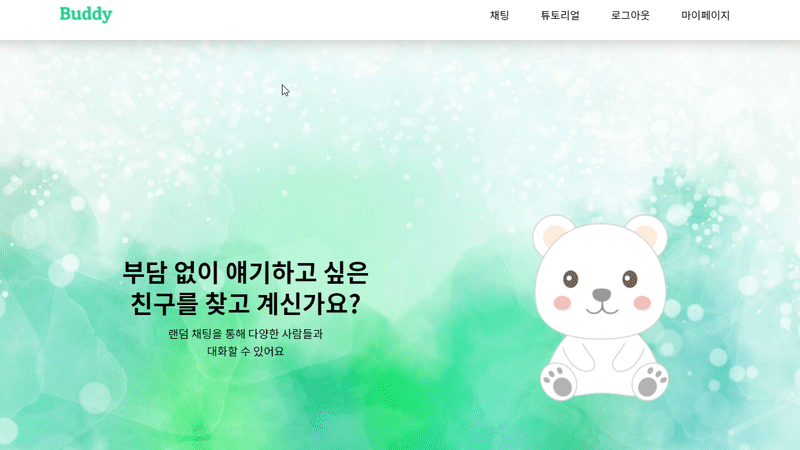 Buddy
채팅 튜토리얼 로그아웃 마이페이지
부담 없이 얘기하고 싶은
친구를 찾고 계신가요?
랜덤 채팅을 통해 다양한 사람들과
대화할 수 있어요